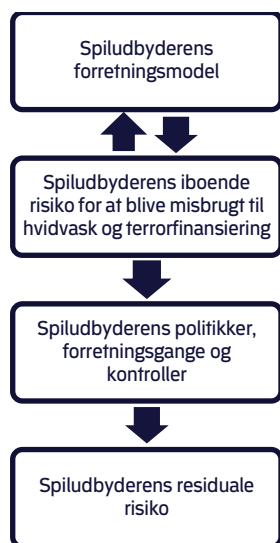 Spiludbyderens
forretningsmodel
Spiludbyderens iboende
risiko for at blive misbrugt til
hvidvask og terrorfinansiering
Spiludbyderens politikker,
forretningsgange og
kontroller
Spiludbyderens residuale
risiko